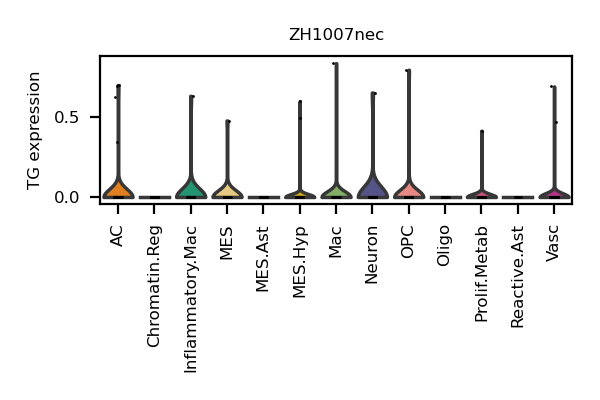 ZH1007nec
TG expression
0.5
0.0
AC
Chromatin.Reg
Inflammatory.Mac
MES
MES.Ast
MES.Hyp
Mac
Neuron
OPC
Oligo
Prolif.Metab
Reactive.Ast
Vasc